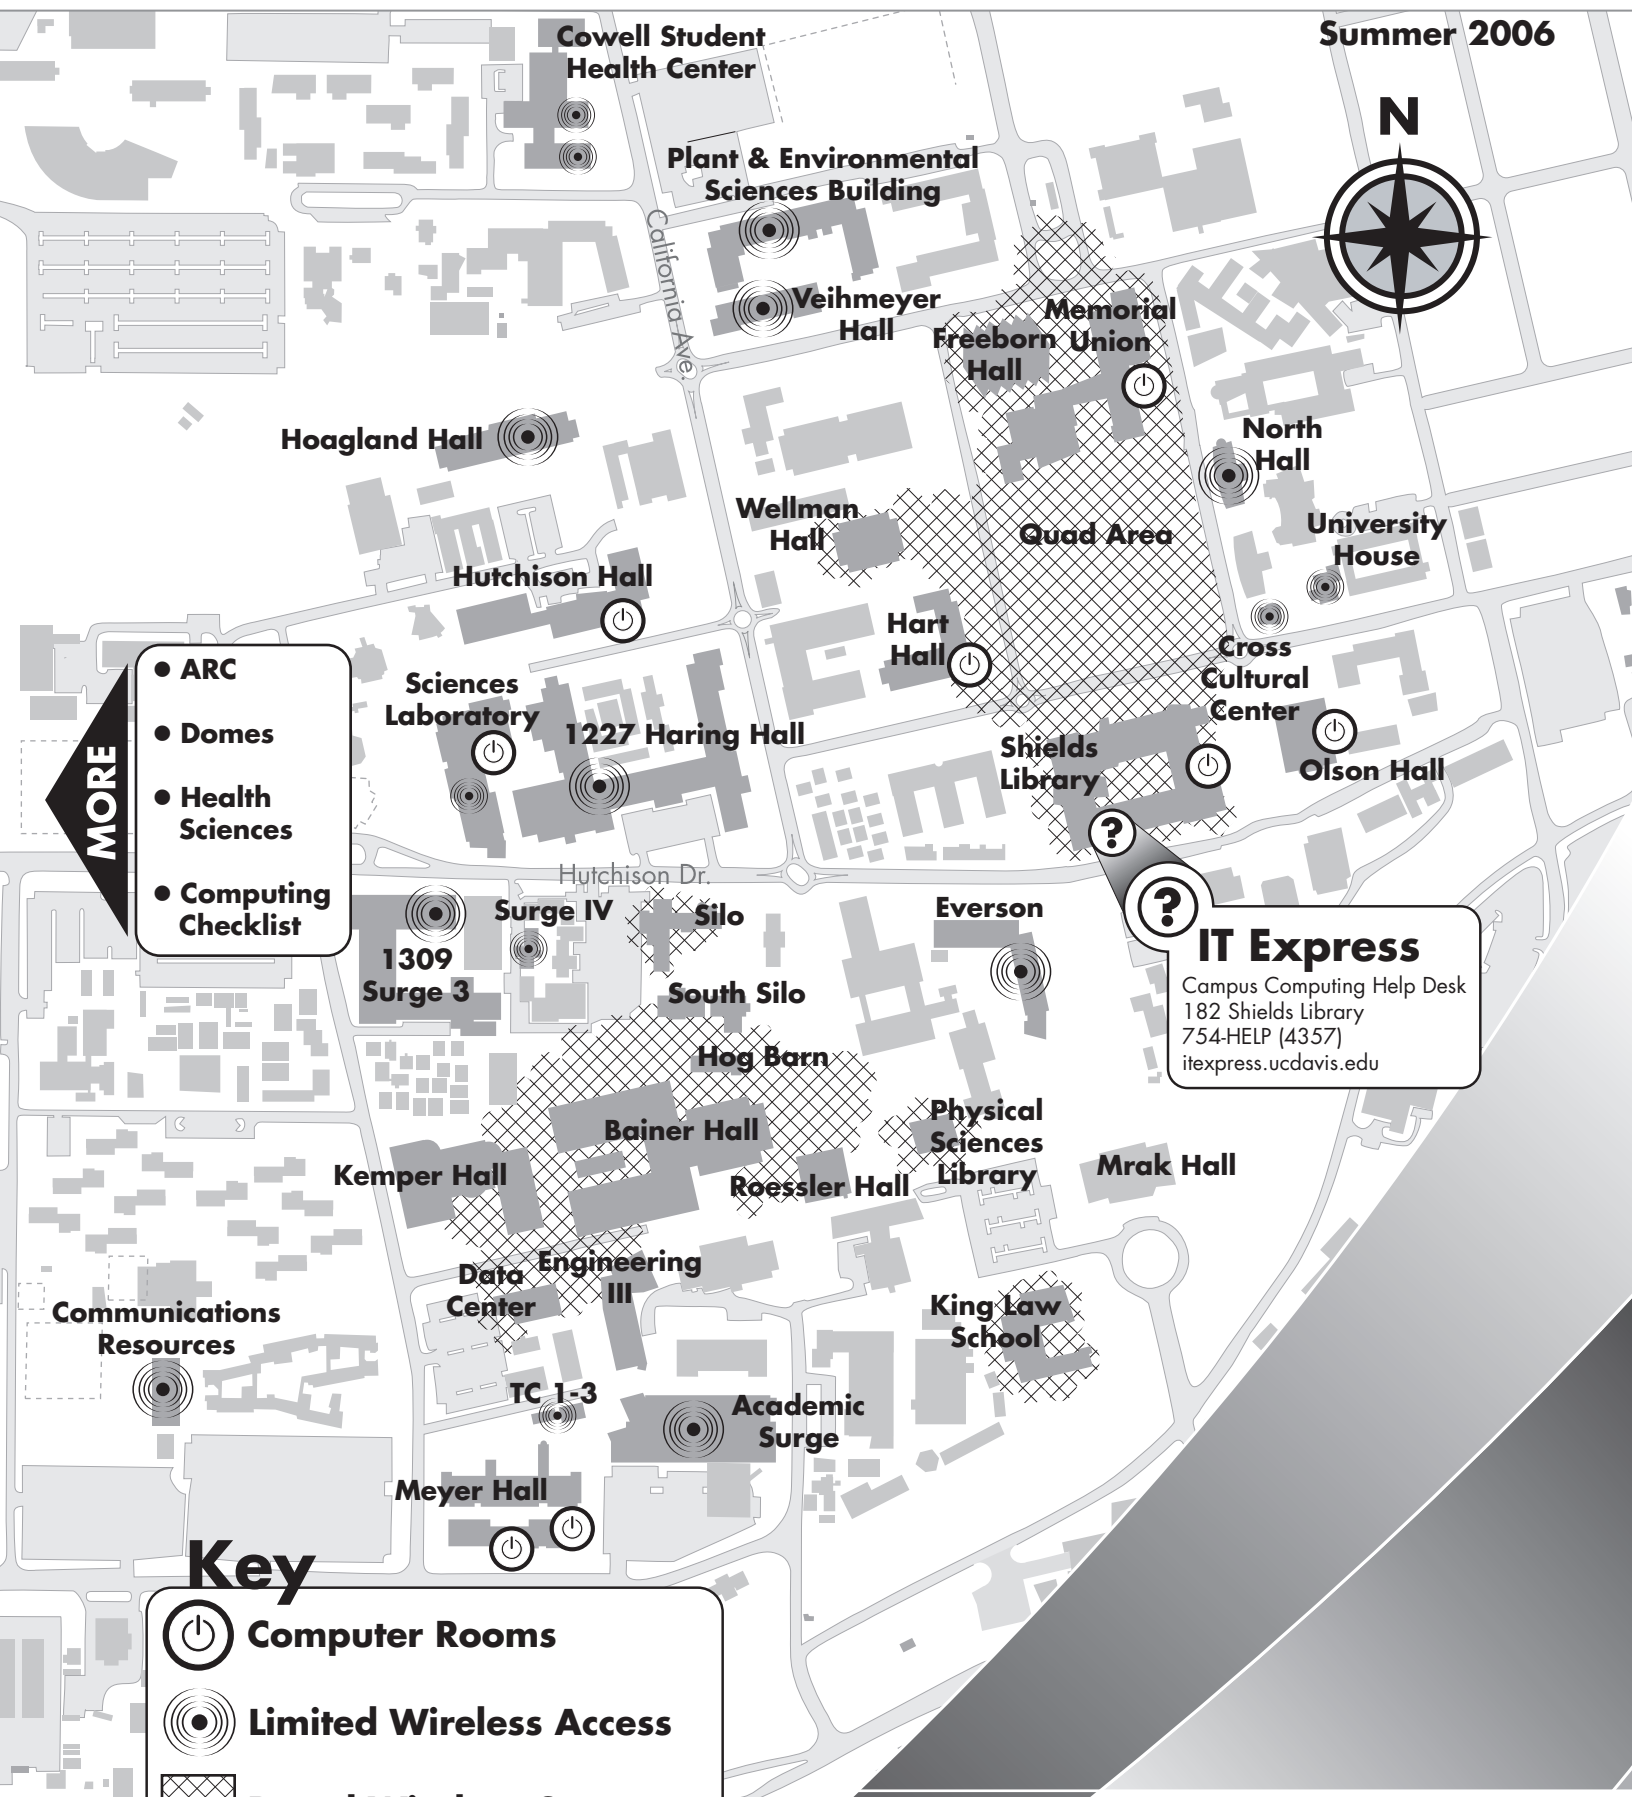 Summer 2006
Cowell Student
Health Center
N
Plant & Environmental
Sciences Building
California Ave.
Veihmeyer
Hall
Memorial
Union
Freeborn
Hall
Hoagland Hall
North
Hall
Wellman
Hall
Quad Area
University
House
Hutchison Hall
Hart
Hall
Cross
Cultural
Center
MORE
● ARC
● Domes
● Health
Sciences
● Computing
Checklist
Sciences
Laboratory
1227 Haring Hall
Shields
Library
Olson Hall
?
?
Hutchison Dr.
Surge IV
Silo
Everson
IT Express
Campus Computing Help Desk
182 Shields Library
754-HELP (4357)
itexpress.ucdavis.edu
1309
Surge 3
South Silo
Hog Barn
Bainer Hall
Physical
Sciences
Library
Kemper Hall
Roessler Hall
Mrak Hall
Data
Center
Engineering
III
Communications
Resources
King Law
School
TC 1-3
Academic
Surge
Meyer Hall
Key
Computer Rooms
Limited Wireless Access